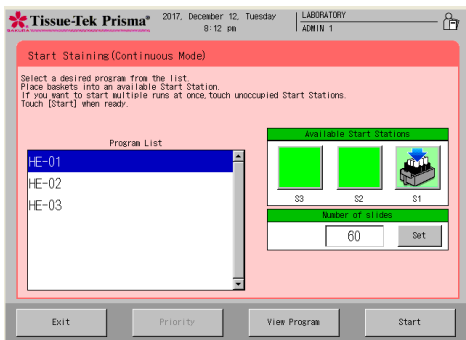 SAKURA
Tissue-Tek Prisma®
2017, December 12, Tuesday
8:12 pm
LABORATORY
ADMIN 1
Start Staining(Continuous Mode)
Select a desired program from the list.
Place baskets into an available Start Station.
If you want to start multiple runs at once, touch unoccupied Start Stations.
Touch [Start] when ready.
Program List
HE-01
HE-02
HE-03
Available Start Stations
S3 S2 S1
Number of slides
60 Set
Exit Priority View Program Start